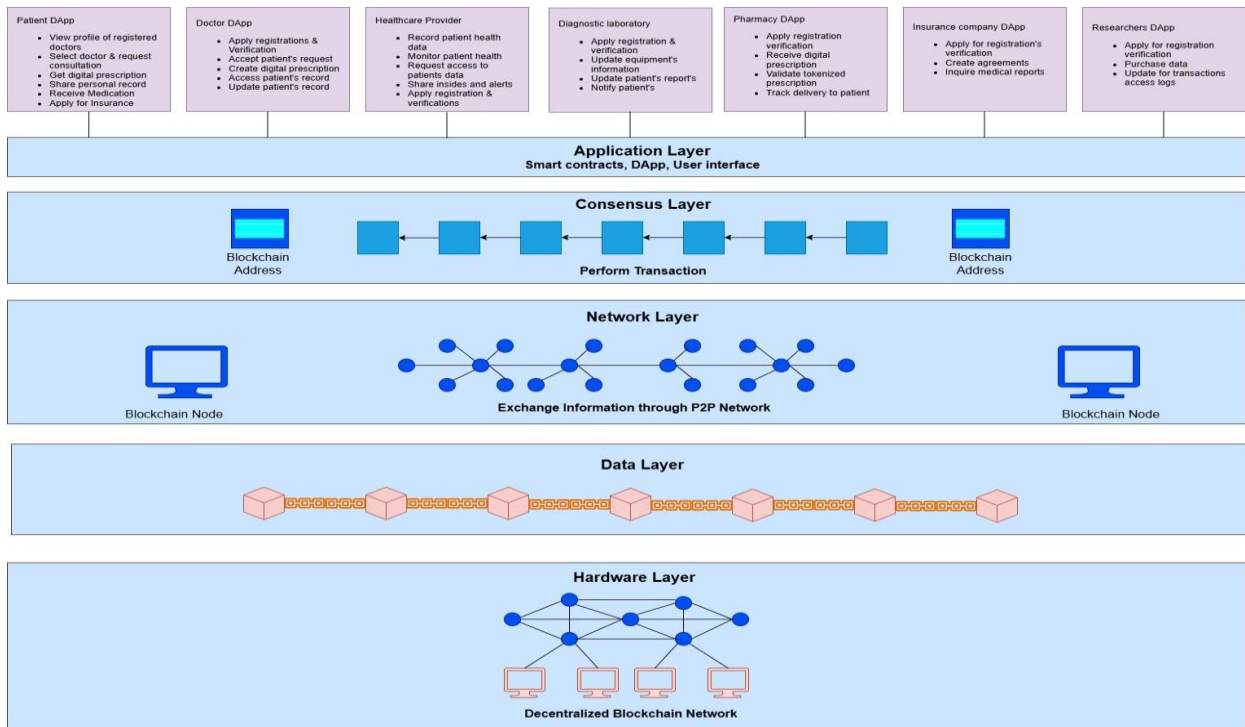 Patient DApp
• View profile of registered
doctors
• Select doctor & request
consultation
• Get digital prescription
• Share personal record
• Receive Medication
• Apply for Insurance
Doctor DApp
• Apply registrations &
Verification
• Accept patient's request
• Create digital prescription
• Access patient's record
• Update patient's record
Healthcare Provider
• Record patient health
data
• Monitor patient health
• Request access to
patients data
• Share insides and alerts
• Apply registration &
verifications
Diagnostic laboratory
• Apply registration &
verification
• Update equipment's
information
• Update patient's report's
• Notify patient's
Pharmacy DApp
• Apply registration
verification
• Receive digital
prescription
• Validate tokenized
prescription
• Track delivery to patient
Insurance company DApp
• Apply for registration's
verification
• Create agreements
• Inquire medical reports
Researchers DApp
• Apply for registration
verification
• Purchase data
• Update for transactions
access logs
Application Layer
Smart contracts, DApp, User interface
Consensus Layer
Blockchain
Address
Perform Transaction
Blockchain
Address
Network Layer
Blockchain Node
Exchange Information through P2P Network
Blockchain Node
Data Layer
Hardware Layer
Decentralized Blockchain Network